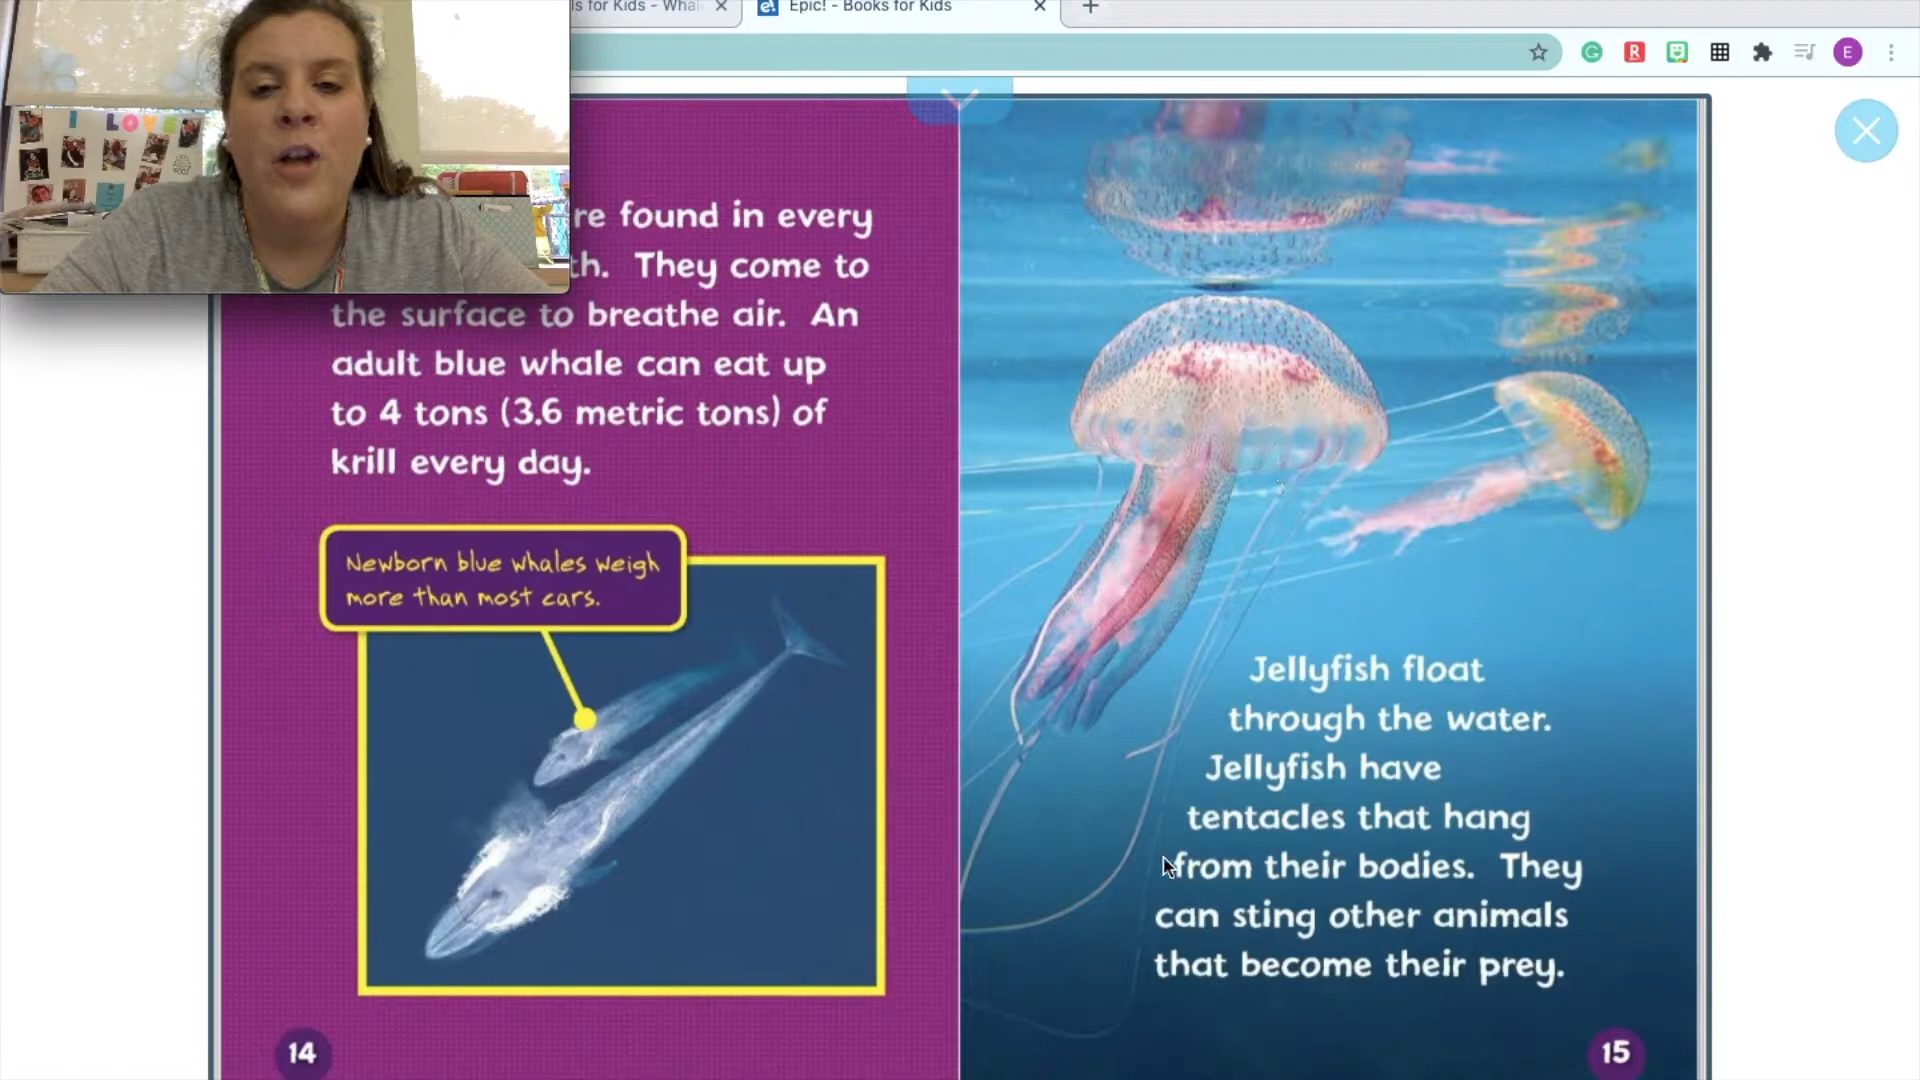 ls for Kids - Whal
Epic! - Books for Kids
E
I LOVE
re found in every
th. They come to
the surface to breathe air. An
adult blue whale can eat up
to 4 tons (3.6 metric tons) of
krill every day.
Newborn blue whales weigh
more than most cars.
14
Jellyfish float
through the water.
Jellyfish have
tentacles that hang
from their bodies. They
can sting other animals
that become their prey.
15